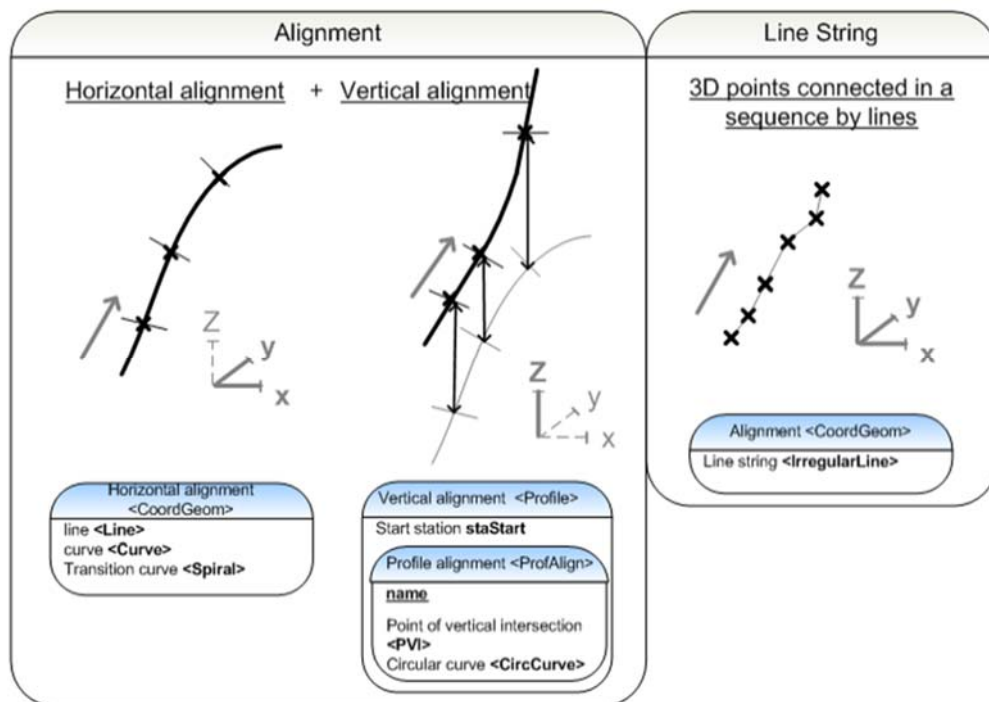 Alignment
Horizontal alignment + Vertical alignment
Z
y
x
Z
y
x
Horizontal alignment
<CoordGeom>
line <Line>
curve <Curve>
Transition curve <Spiral>
Vertical alignment <Profile>
Start station staStart
Profile alignment <ProfAlign>
name
Point of vertical intersection
<PVI>
Circular curve <CircCurve>
Line String
3D points connected in a
sequence by lines
Z
y
x
Alignment <CoordGeom>
Line string <IrregularLine>